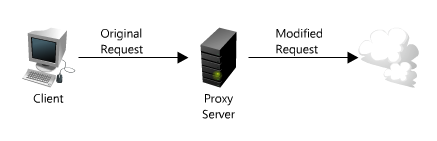 Original
Request
Modified
Request
Client
Proxy
Server